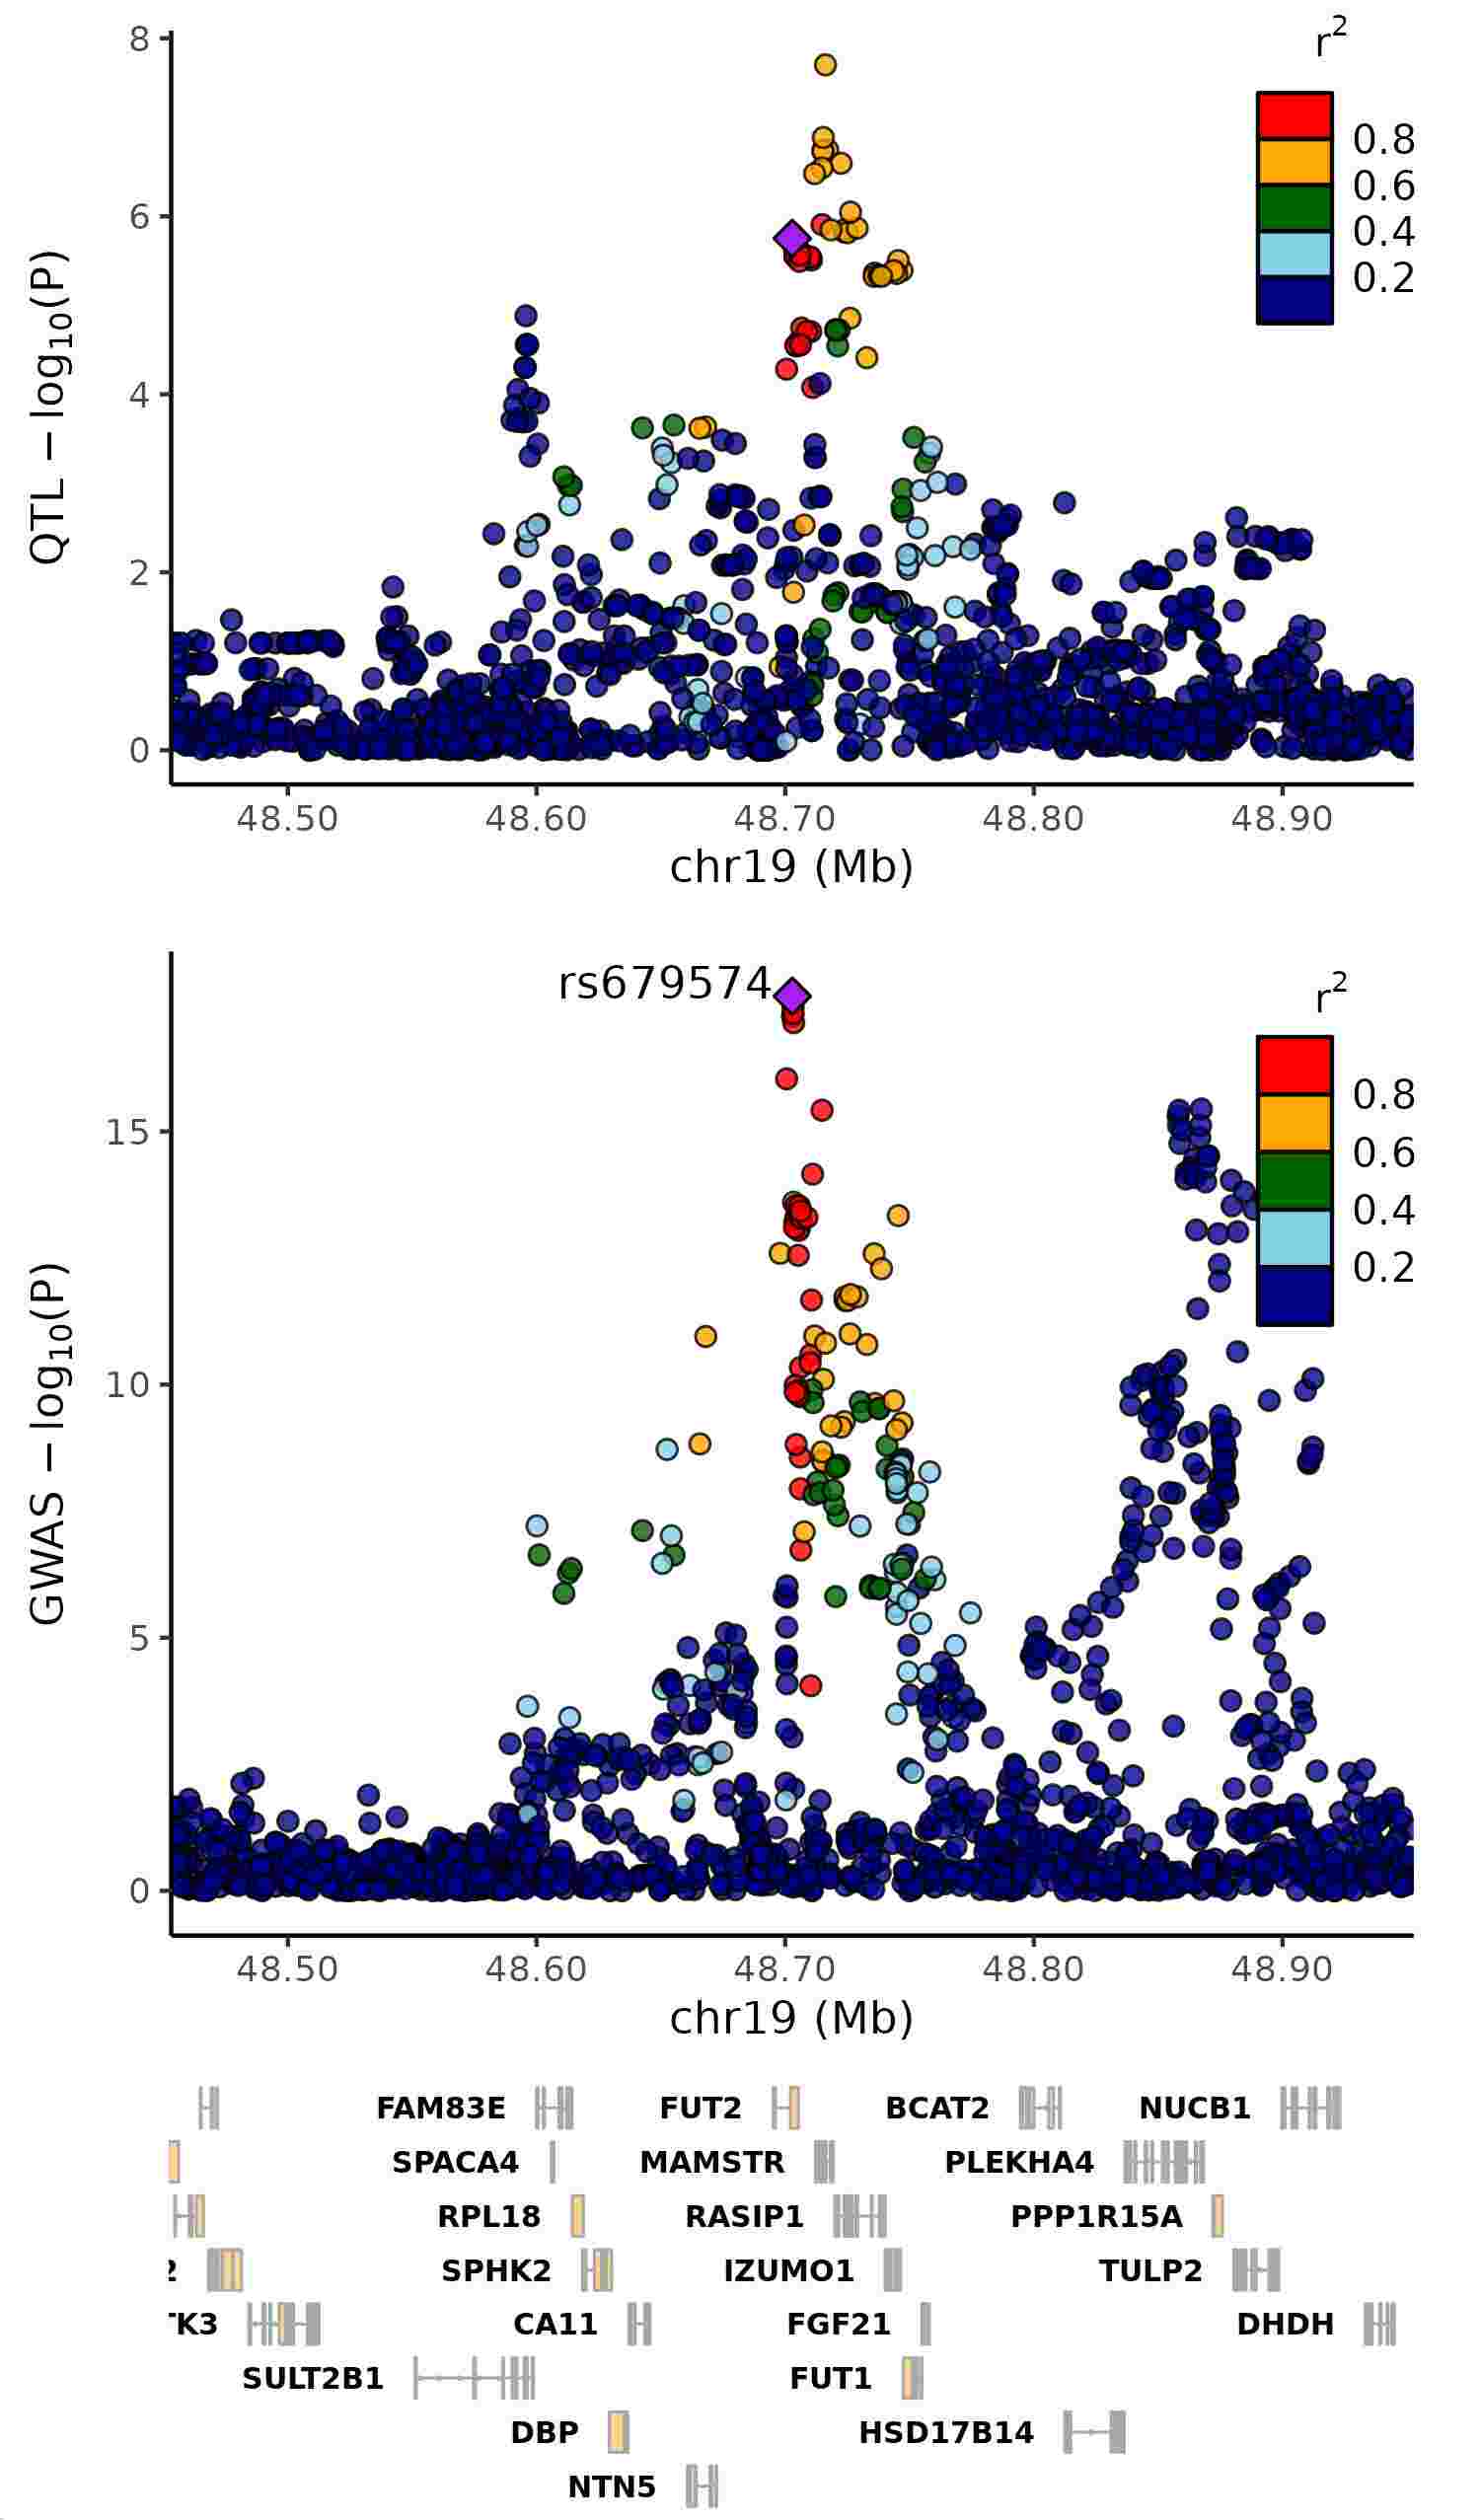 r2
8
6
4
2
0
0.8
0.6
0.4
0.2
QTL −log10(P)
48.50 48.60 48.70 48.80 48.90
chr19 (Mb)
rs679574
r2
15
10
5
0
0.8
0.6
0.4
0.2
GWAS −log10(P)
48.50 48.60 48.70 48.80 48.90
chr19 (Mb)
FAM83E FUT2 BCAT2 NUCB1
SPACA4 MAMSTR PLEKHA4
RPL18 RASIP1 PPP1R15A
2 SPHK2 IZUMO1 TULP2
TK3 CA11 FGF21 DHDH
SULT2B1 FUT1
DBP HSD17B14
NTN5